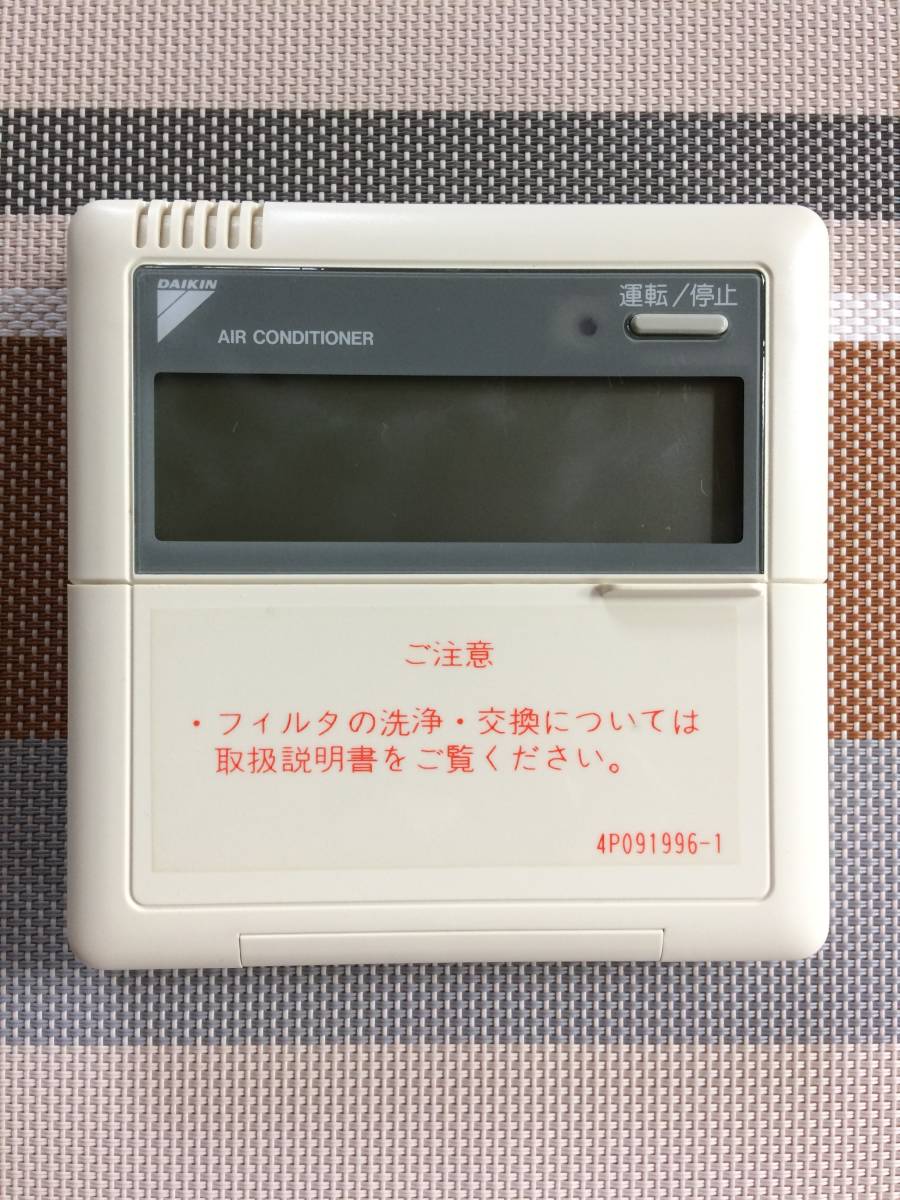 DAIKIN
運転/停止
AIR CONDITIONER
ご注意
・フィルタの洗浄・交換については
取扱説明書をご覧ください。
4P091996-1